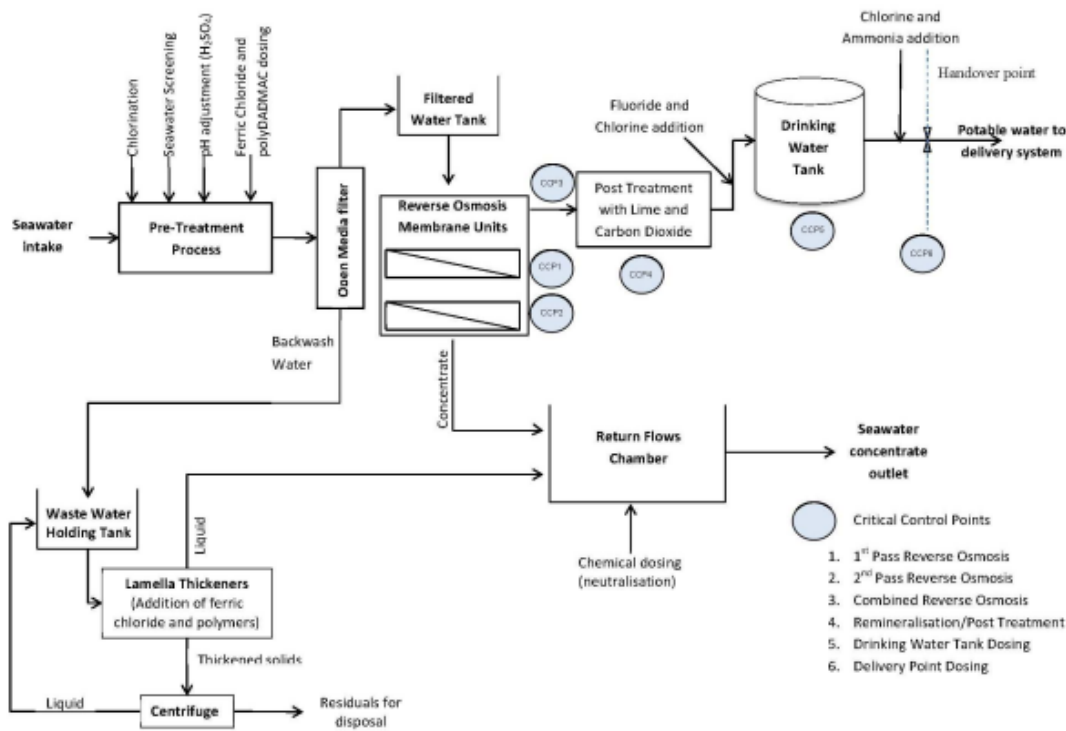 Chlorination
Seawater Screening
pH adjustment (H₂SO₄)
Ferric Chloride and
polyDADMAC dosing
Seawater
intake
Pre-Treatment
Process
Open Media filter
Filtered
Water Tank
Reverse Osmosis
Membrane Units
CCP1
CCP2
CCP3
Post Treatment
with Lime and
Carbon Dioxide
CCP4
Fluoride and
Chlorine addition
Drinking
Water
Tank
CCP5
Chlorine and
Ammonia addition
Handover point
Potable water to
delivery system
CCP6
Backwash
Water
Concentrate
Return Flows
Chamber
Seawater
concentrate
outlet
Chemical dosing
(neutralisation)
Waste Water
Holding Tank
Liquid
Lamella Thickeners
(Addition of ferric
chloride and polymers)
Thickened solids
Liquid
Centrifuge
Residuals for
disposal
Critical Control Points
1. 1st Pass Reverse Osmosis
2. 2nd Pass Reverse Osmosis
3. Combined Reverse Osmosis
4. Remineralisation/Post Treatment
5. Drinking Water Tank Dosing
6. Delivery Point Dosing